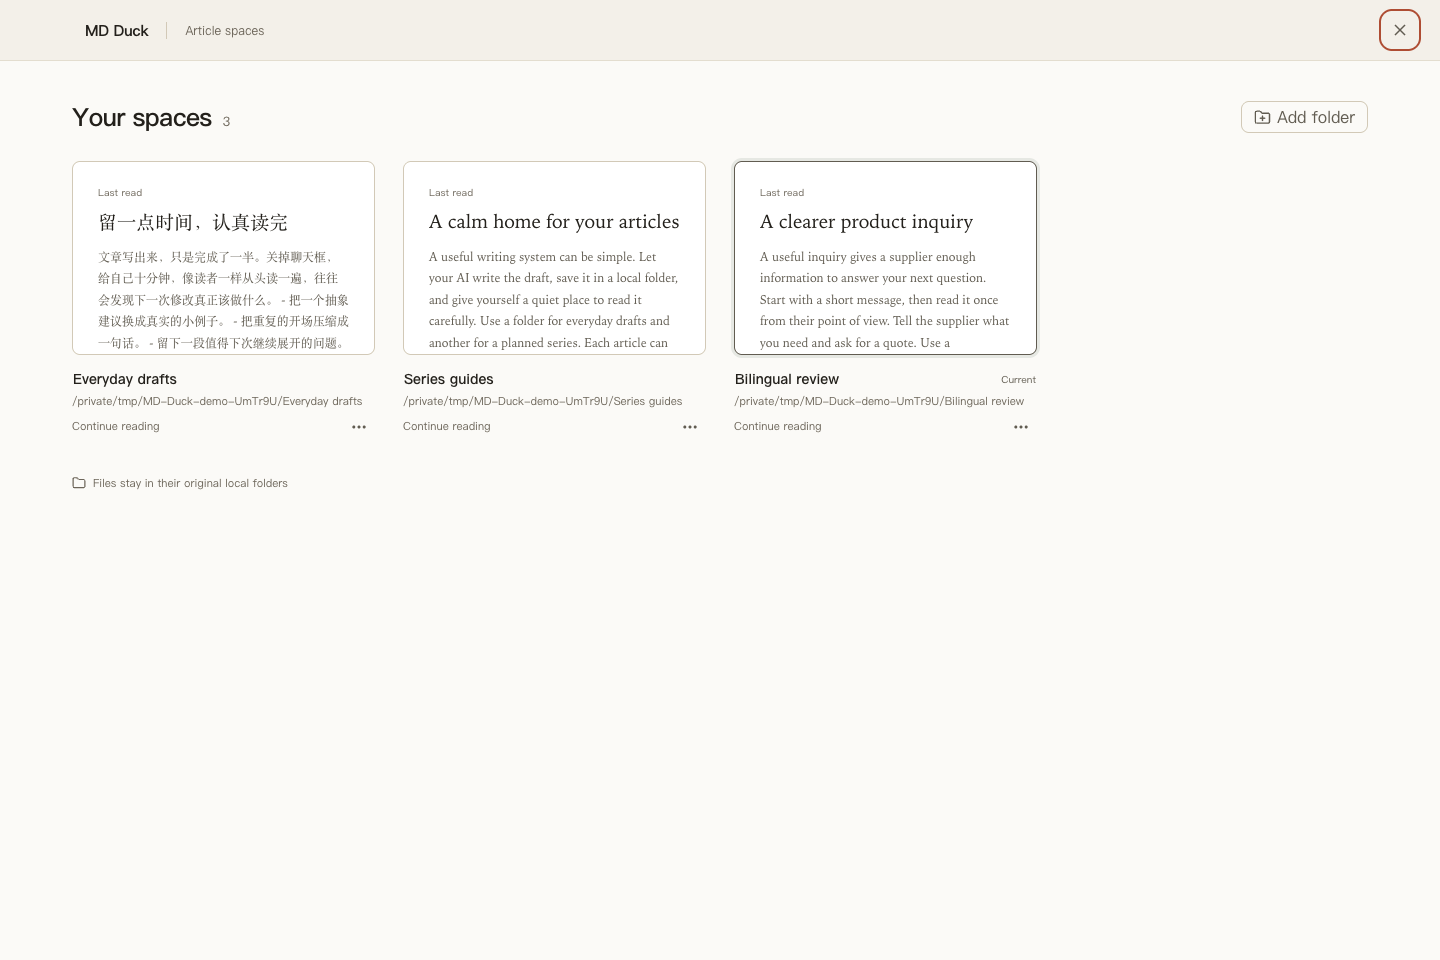 MD Duck
Article spaces
Your spaces 3
Add folder
Last read
留一点时间，认真读完
文章写出来，只是完成了一半。关掉聊天框，
给自己十分钟，像读者一样从头读一遍，往往
会发现下一次修改真正该做什么。 - 把一个抽象
建议换成真实的小例子。 - 把重复的开场压缩成
一句话。 - 留下一段值得下次继续展开的问题。
Everyday drafts
/private/tmp/MD-Duck-demo-UmTr9U/Everyday drafts
Continue reading
Last read
A calm home for your articles
A useful writing system can be simple. Let
your AI write the draft, save it in a local folder,
and give yourself a quiet place to read it
carefully. Use a folder for everyday drafts and
another for a planned series. Each article can
Series guides
/private/tmp/MD-Duck-demo-UmTr9U/Series guides
Continue reading
Last read
A clearer product inquiry
A useful inquiry gives a supplier enough
information to answer your next question.
Start with a short message, then read it once
from their point of view. Tell the supplier what
you need and ask for a quote. Use a
Bilingual review
Current
/private/tmp/MD-Duck-demo-UmTr9U/Bilingual review
Continue reading
Files stay in their original local folders